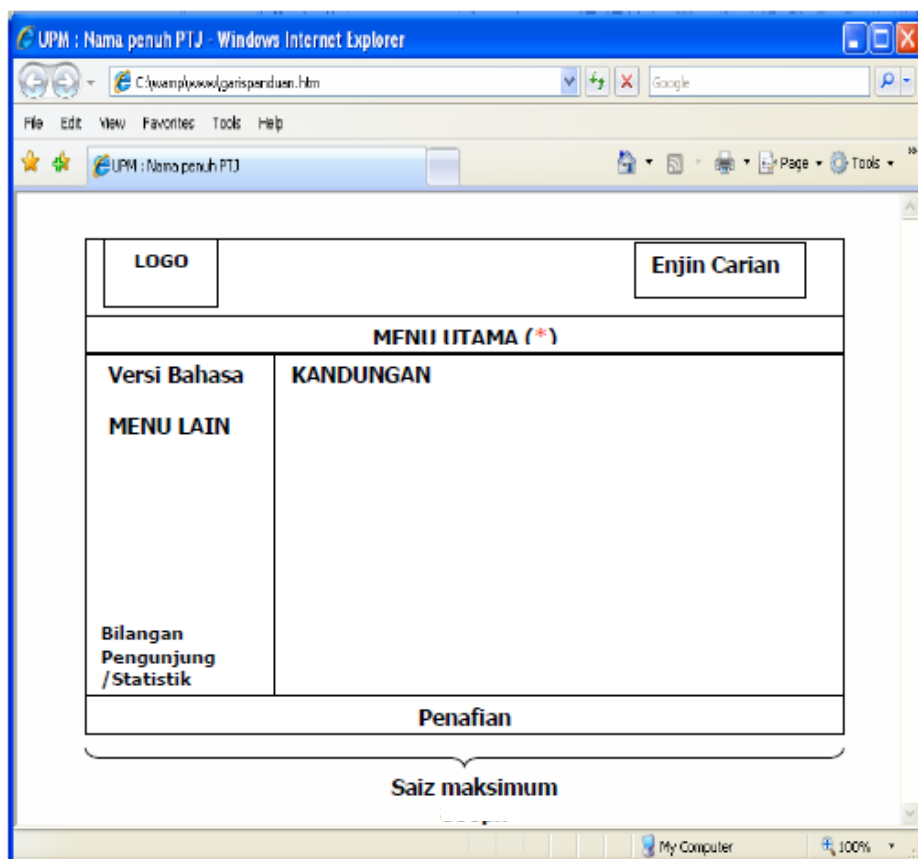 UPM : Nama penuh PTJ - Windows Internet Explorer
C:\wamp\www\garispanduan.htm
Google
File Edit View Favorites Tools Help
UPM : Nama penuh PTJ
Page Tools
LOGO
Enjin Carian
MENU UTAMA (*)
Versi Bahasa
KANDUNGAN
MENU LAIN
Bilangan
Pengunjung
/Statistik
Penafian
Saiz maksimum
My Computer
100%